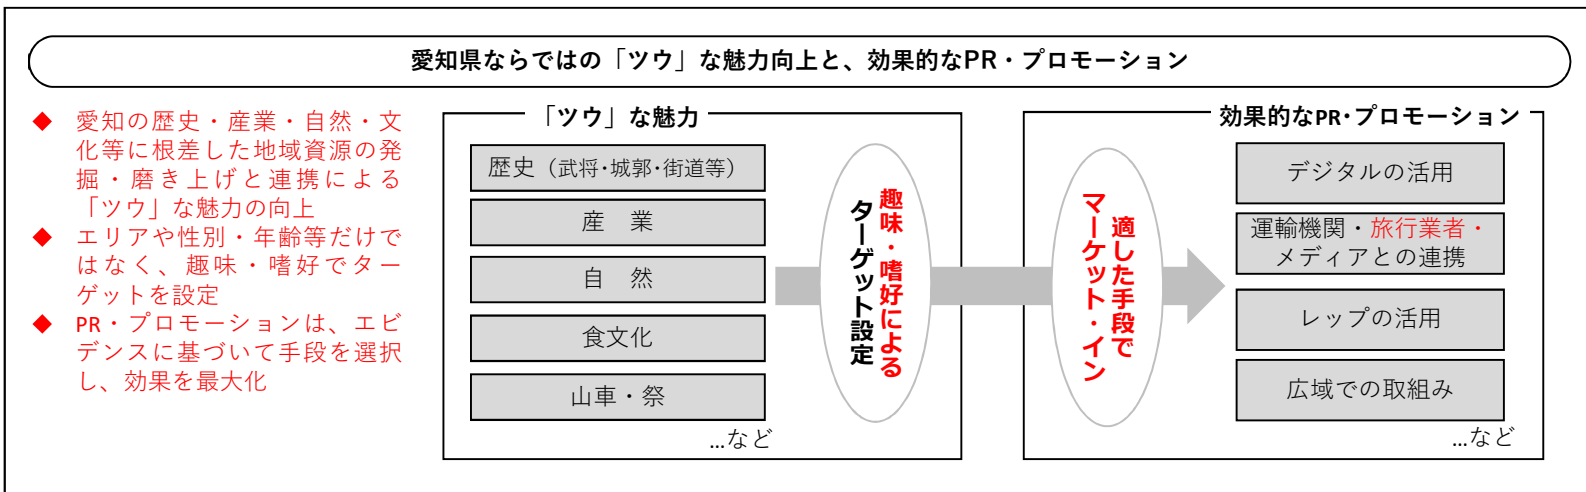 愛知県ならではの「ツウ」な魅力向上と、効果的なPR・プロモーション
◆ 愛知の歴史・産業・自然・文
化等に根差した地域資源の発
掘・磨き上げと連携による
「ツウ」な魅力の向上
◆ エリアや性別・年齢等だけで
はなく、趣味・嗜好でター
ゲットを設定
◆ PR・プロモーションは、エビ
デンスに基づいて手段を選択
し、効果を最大化
「ツウ」な魅力
歴史（武将・城郭・街道等）
産　業
自　然
食文化
山車・祭
…など
趣味・嗜好による
ターゲット設定
適した手段で
マーケット・イン
効果的なPR・プロモーション
デジタルの活用
運輸機関・旅行業者・
メディアとの連携
レップの活用
広域での取組み
…など